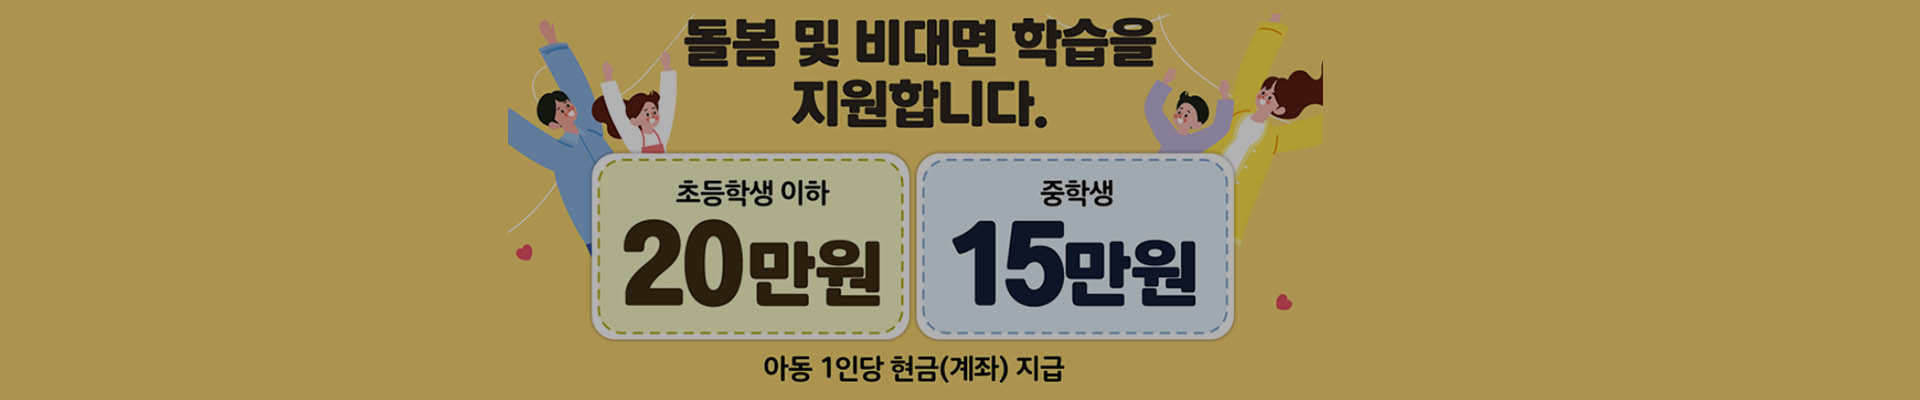 돌봄 및 비대면 학습을
지원합니다.
초등학생 이하
20만원
중학생
15만원
아동 1인당 현금(계좌) 지급